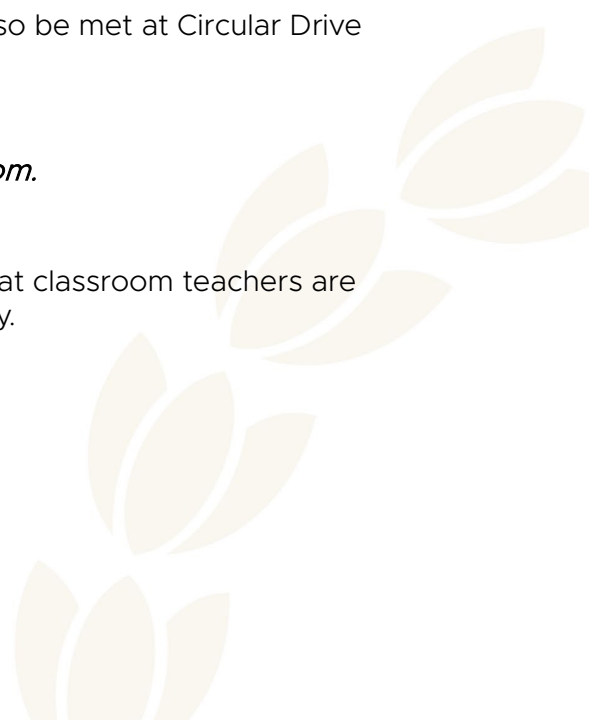 so be met at Circular Drive
om.
at classroom teachers are
y.